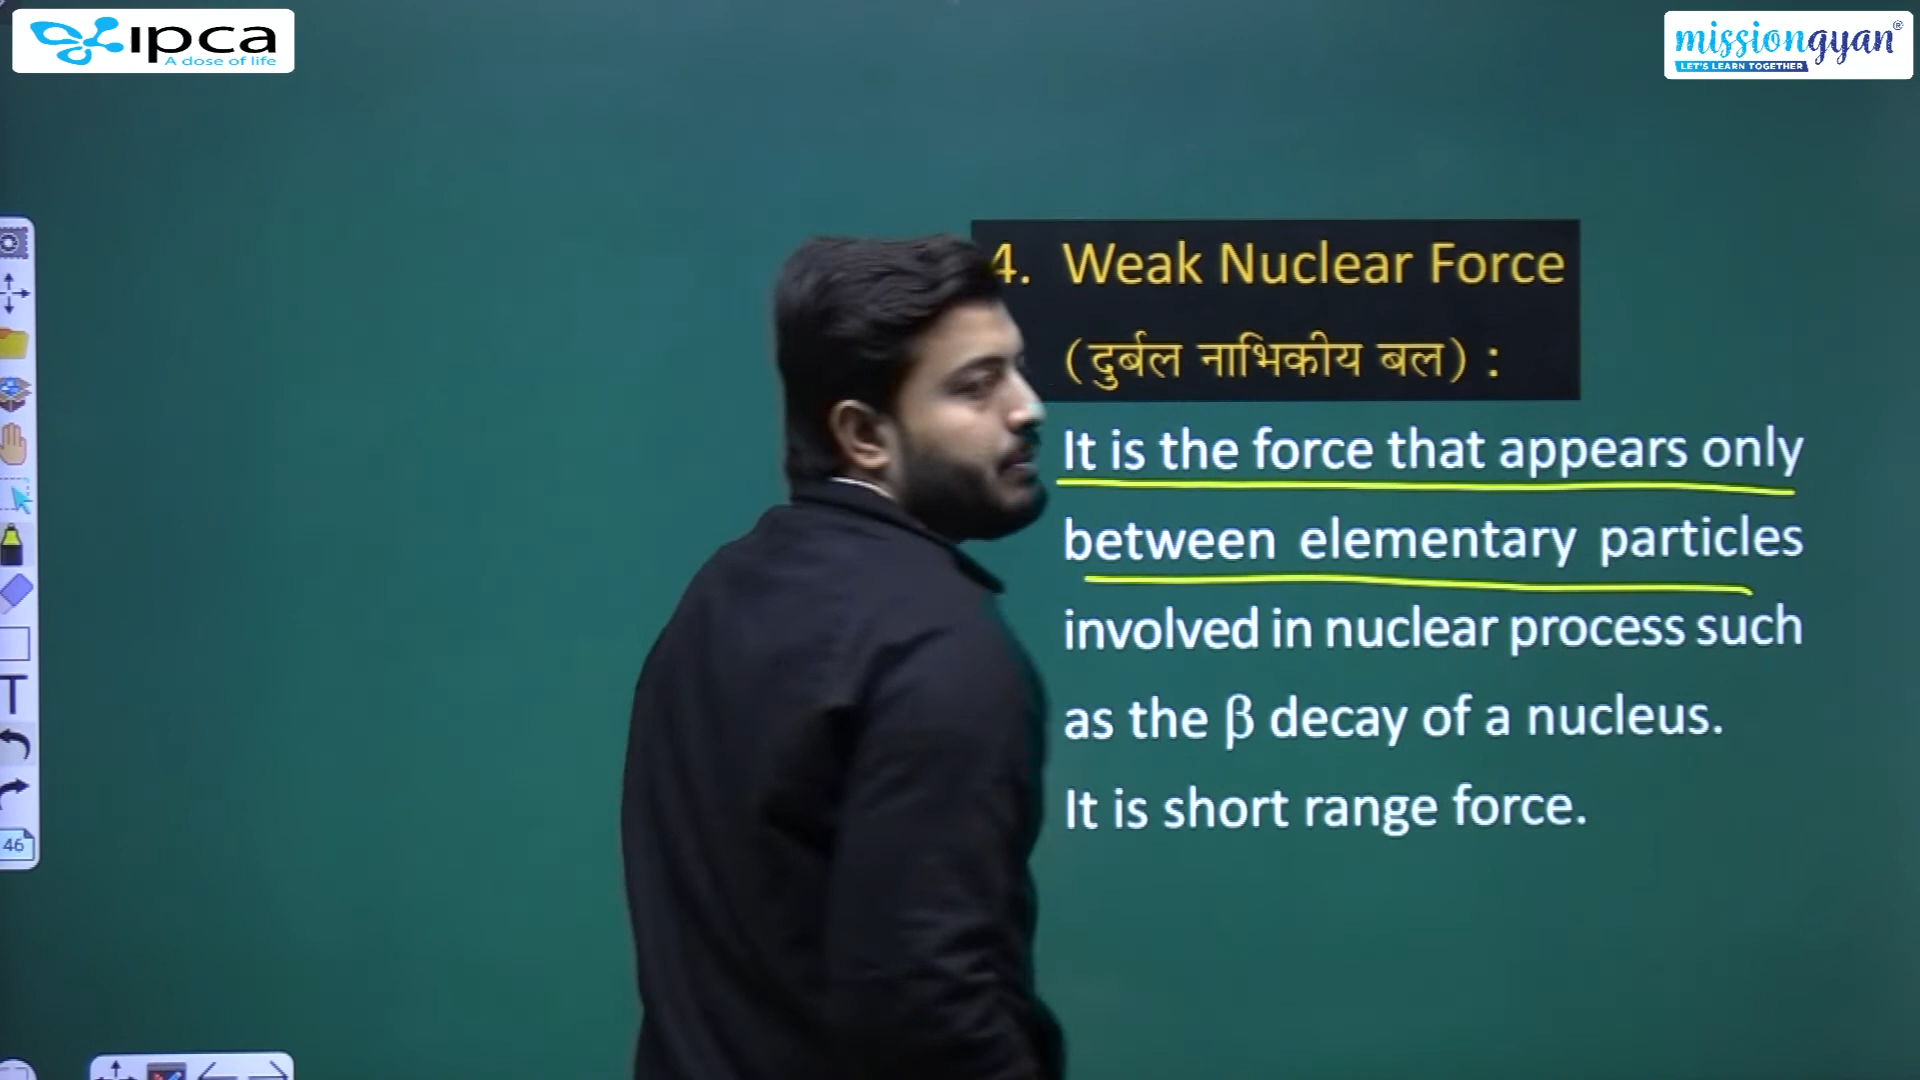 ipca
A dose of life
missiongyan®
LET'S LEARN TOGETHER
4. Weak Nuclear Force
(दुर्बल नाभिकीय बल) :
It is the force that appears only
between elementary particles
involved in nuclear process such
as the β decay of a nucleus.
It is short range force.
T
46